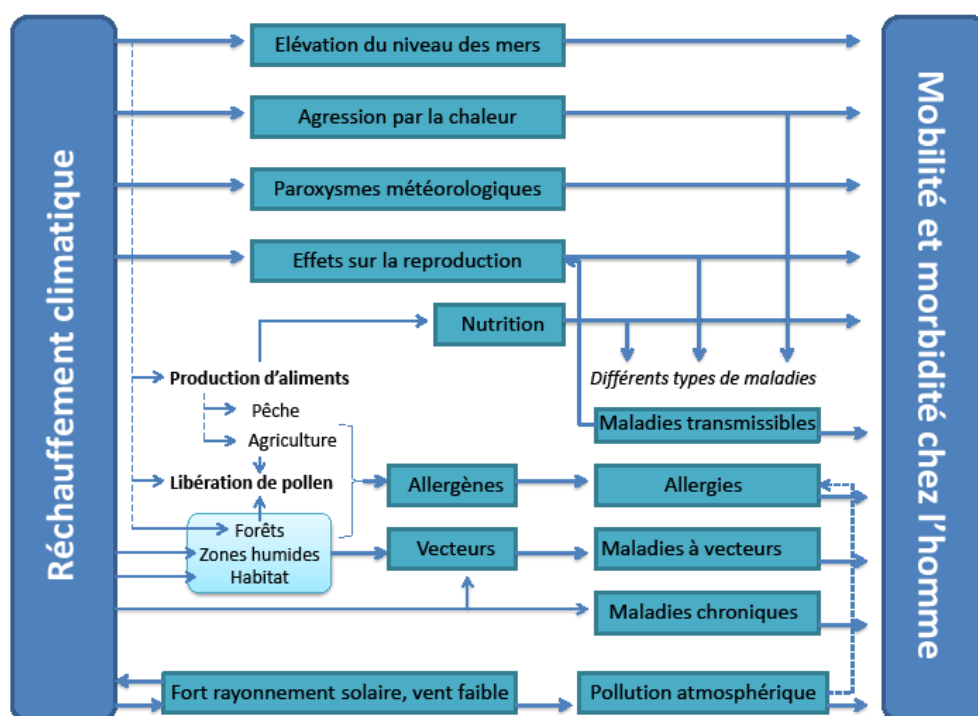 Réchauffement climatique
Elévation du niveau des mers
Agression par la chaleur
Paroxysmes météorologiques
Effets sur la reproduction
Nutrition
Production d’aliments
Différents types de maladies
Pêche
Maladies transmissibles
Agriculture
Libération de pollen
Allergènes
Allergies
Forêts
Zones humides
Habitat
Vecteurs
Maladies à vecteurs
Maladies chroniques
Fort rayonnement solaire, vent faible
Pollution atmosphérique
Mobilité et morbidité chez l’homme